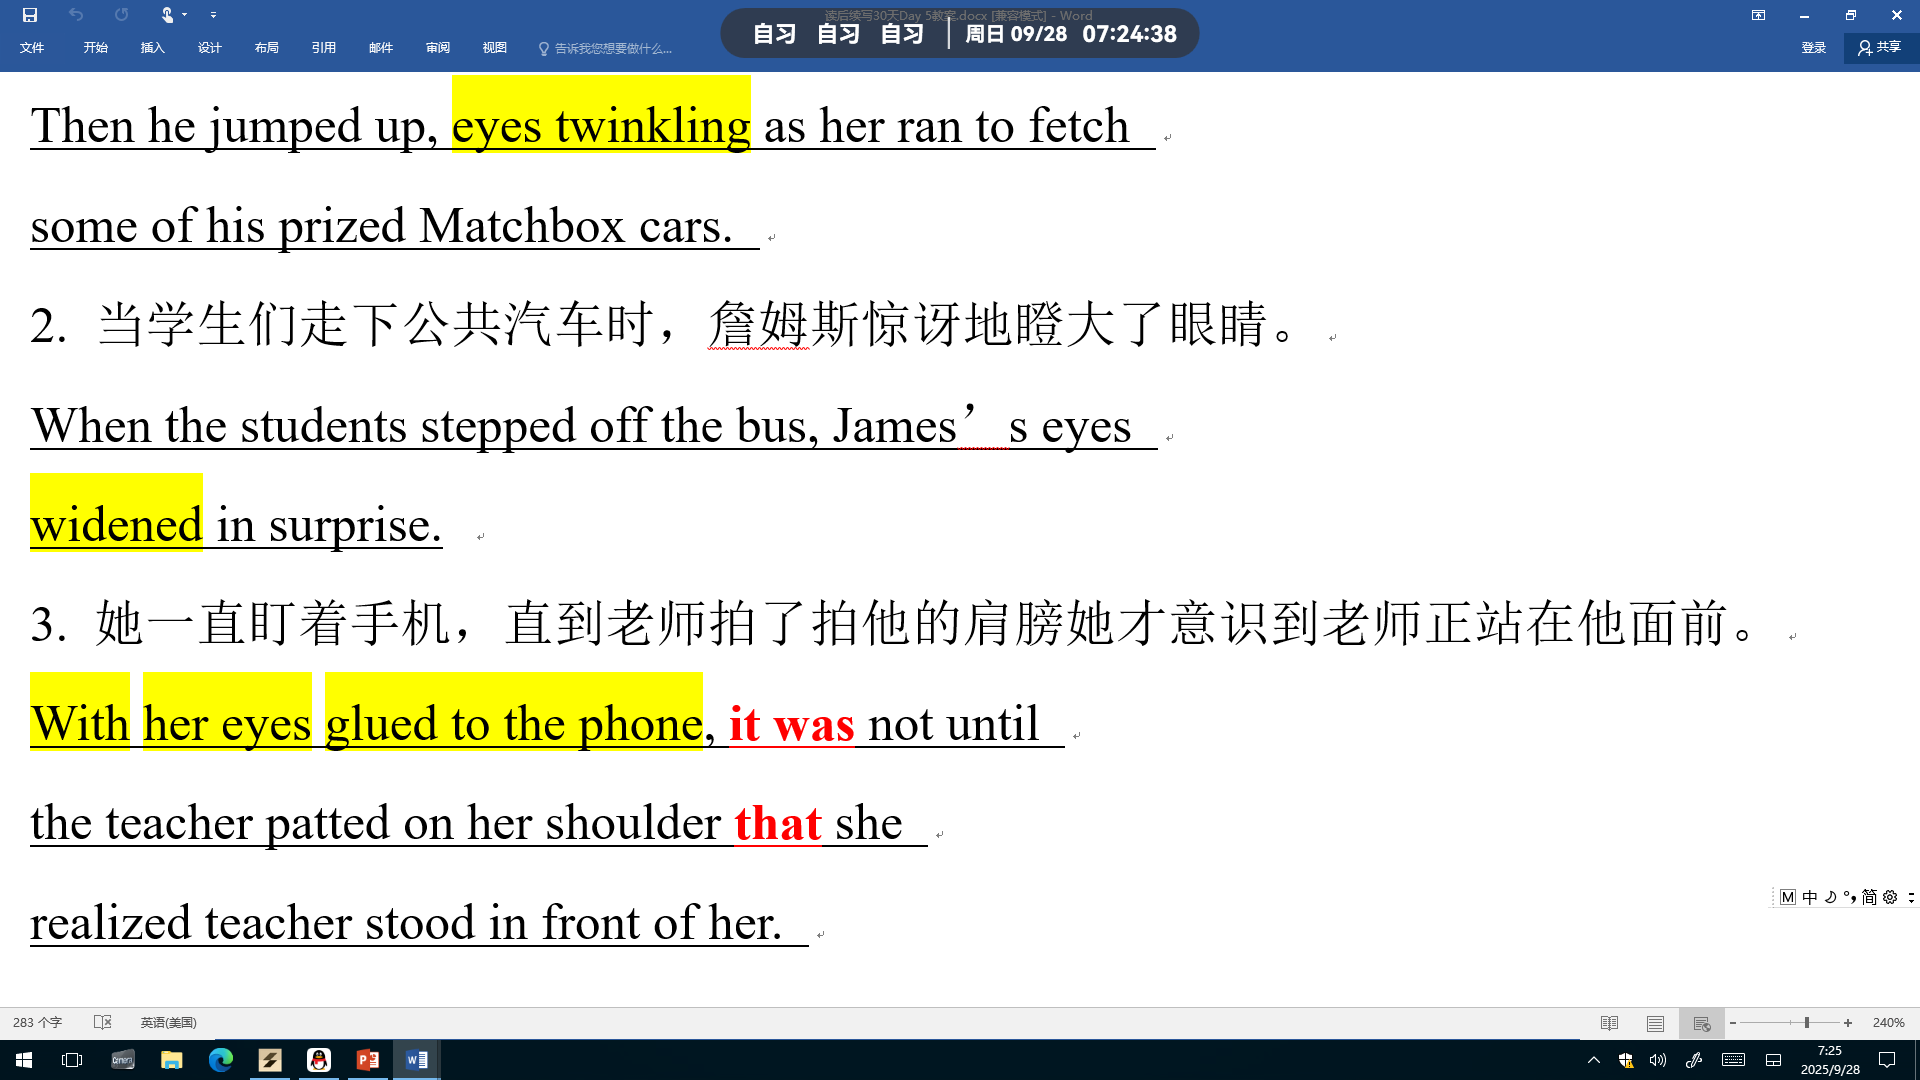 读后续写30天Day 5教案.docx [兼容模式] - Word
自习 自习 自习 周日 09/28 07:24:38
文件 开始 插入 设计 布局 引用 邮件 审阅 视图 告诉我您想要做什么... 登录 共享
Then he jumped up, eyes twinkling as her ran to fetch
some of his prized Matchbox cars.
2. 当学生们走下公共汽车时，詹姆斯惊讶地瞪大了眼睛。
When the students stepped off the bus, James’s eyes
widened in surprise.
3. 她一直盯着手机，直到老师拍了拍他的肩膀她才意识到老师正站在他面前。
With her eyes glued to the phone, it was not until
the teacher patted on her shoulder that she
realized teacher stood in front of her.
M 中 简
283 个字 英语(美国) 240%
7:25
2025/9/28